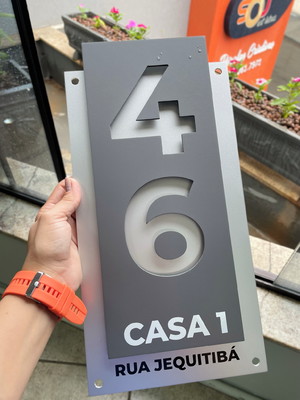 4
6
CASA 1
RUA JEQUITIBÁ